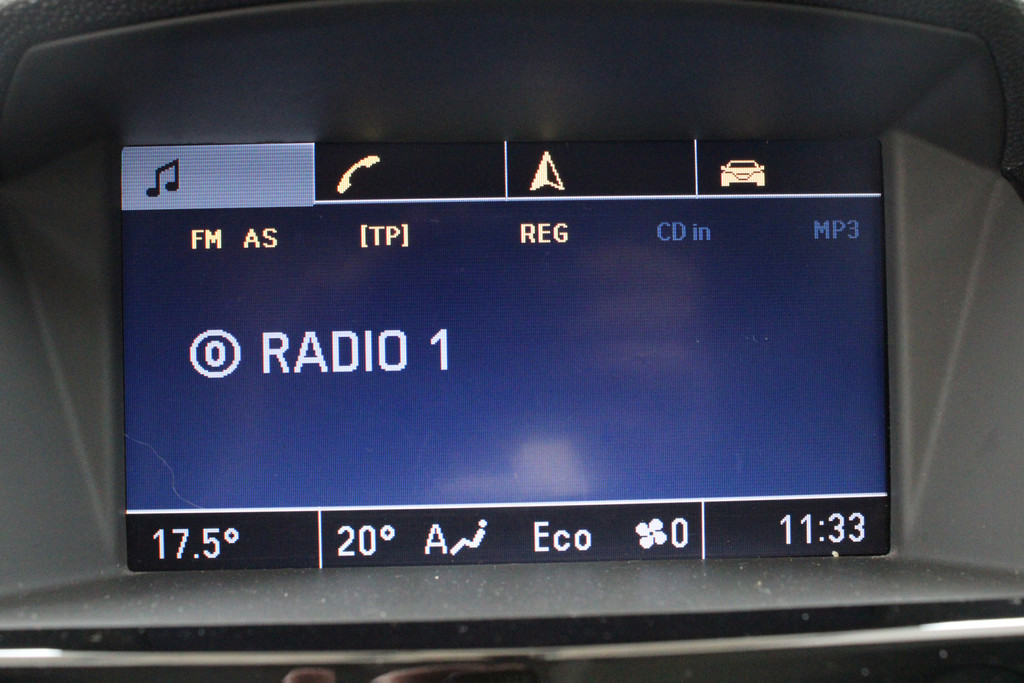 FM AS [TP] REG CD in MP3
RADIO 1
17.5° 20° A Eco 0 11:33